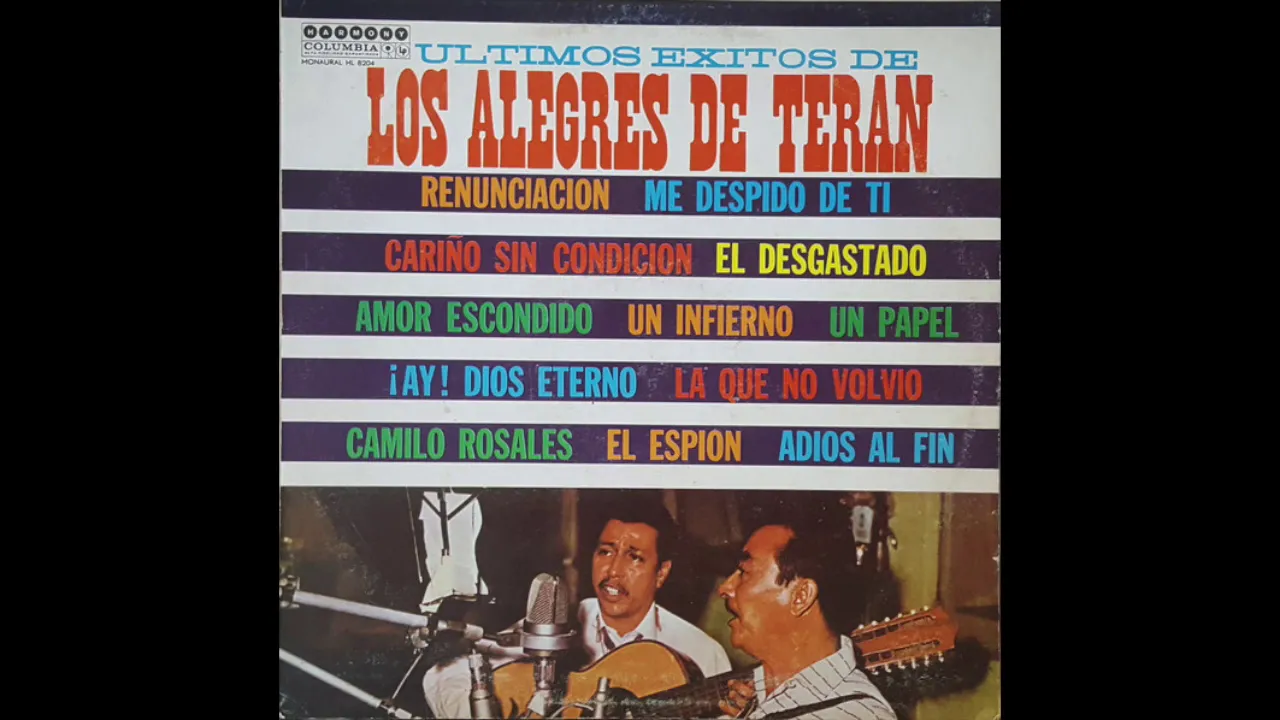 HARMONY
COLUMBIA
LP
MONAURAL HL 8204
ULTIMOS EXITOS DE
LOS ALEGRES DE TERAN
RENUNCIACION ME DESPIDO DE TI
CARIÑO SIN CONDICION EL DESGASTADO
AMOR ESCONDIDO UN INFIERNO UN PAPEL
¡AY! DIOS ETERNO LA QUE NO VOLVIO
CAMILO ROSALES EL ESPION ADIOS AL FIN